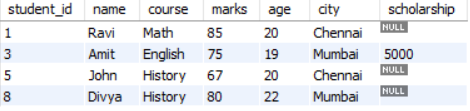 student_id name course marks age city scholarship
1 Ravi Math 85 20 Chennai NULL
3 Amit English 75 19 Mumbai 5000
5 John History 67 20 Chennai NULL
8 Divya History 80 22 Mumbai NULL